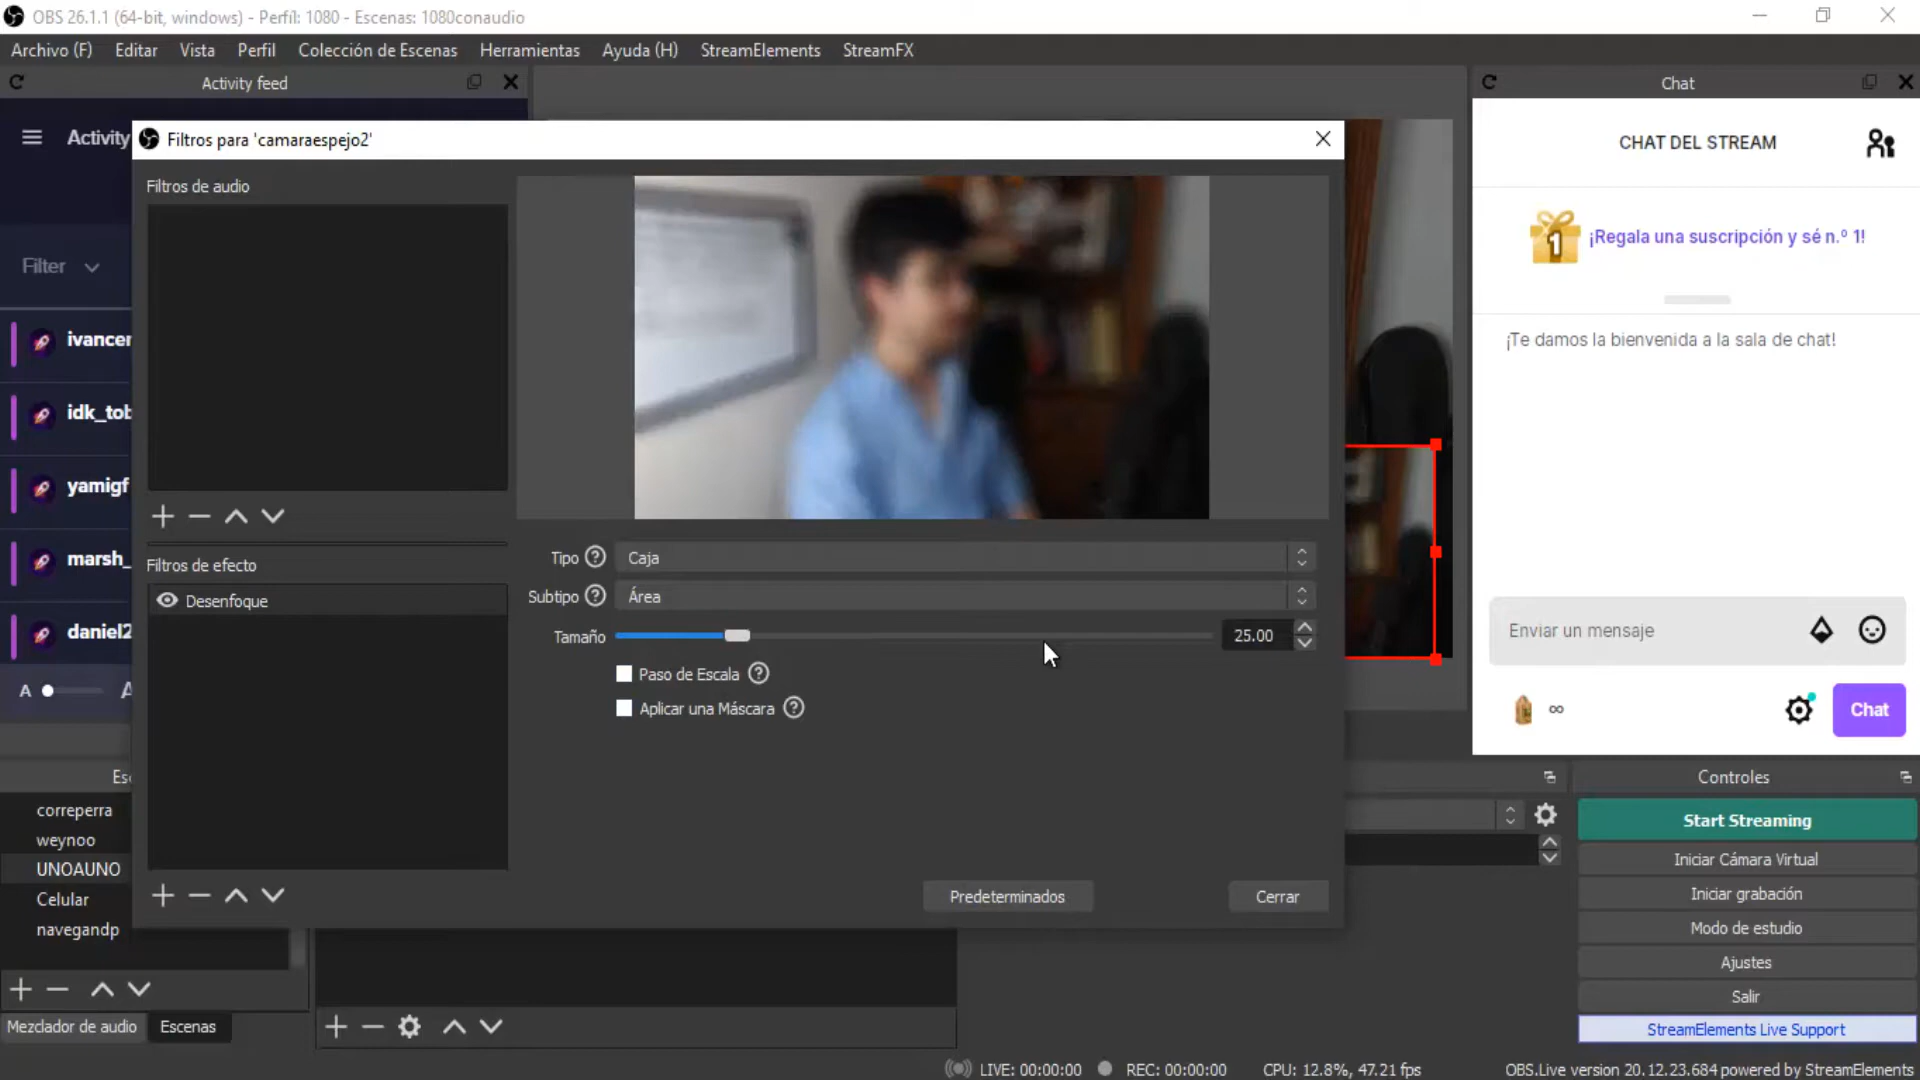 OBS 26.1.1 (64-bit, windows) - Perfíl: 1080 - Escenas: 1080conaudio
Archivo (F) Editar Vista Perfil Colección de Escenas Herramientas Ayuda (H) StreamElements StreamFX
Activity feed
Chat
Activity
Filtros para 'camaraespejo2'
CHAT DEL STREAM
Filtros de audio
1
¡Regala una suscripción y sé n.º 1!
Filter
ivancer
¡Te damos la bienvenida a la sala de chat!
idk_tob
yamigf
marsh_
daniel2
A
Tipo ? Caja
Filtros de efecto
Subtipo ? Área
Desenfoque
Tamaño 25.00
Enviar un mensaje
Paso de Escala ?
Aplicar una Máscara ?
∞
Chat
Esc
Controles
correperra
weynoo
UNOAUNO
Celular
navegandp
Predeterminados
Cerrar
Start Streaming
Iniciar Cámara Virtual
Iniciar grabación
Modo de estudio
Ajustes
Salir
StreamElements Live Support
Mezclador de audio Escenas
LIVE: 00:00:00 REC: 00:00:00 CPU: 12.8%, 47.21 fps
OBS.Live version 20.12.23.684 powered by StreamElements